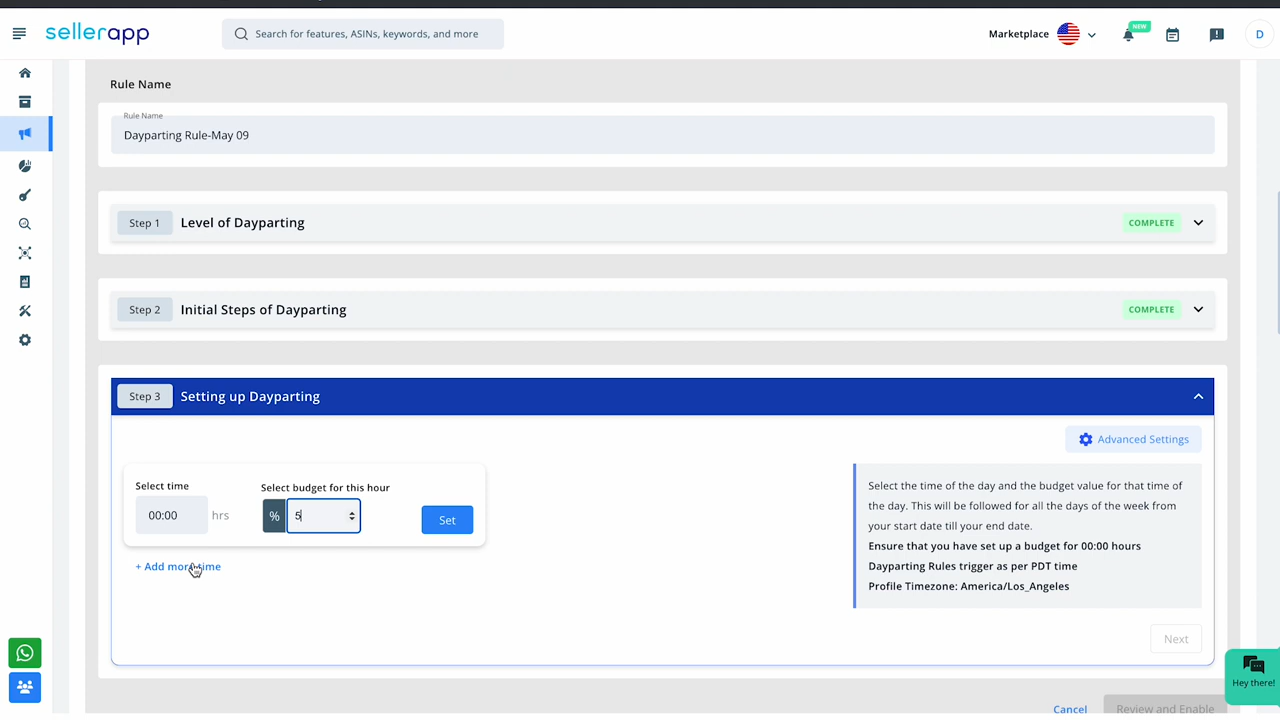 sellerapp
Search for features, ASINs, keywords, and more
Marketplace
NEW
D
Rule Name
Rule Name
Dayparting Rule-May 09
Step 1
Level of Dayparting
COMPLETE
Step 2
Initial Steps of Dayparting
COMPLETE
Step 3
Setting up Dayparting
Advanced Settings
Select time
00:00
hrs
Select budget for this hour
%
5
Set
+ Add more time
Select the time of the day and the budget value for that time of
the day. This will be followed for all the days of the week from
your start date till your end date.
Ensure that you have set up a budget for 00:00 hours
Dayparting Rules trigger as per PDT time
Profile Timezone: America/Los_Angeles
Next
Hey there!
Cancel
Review and Enable